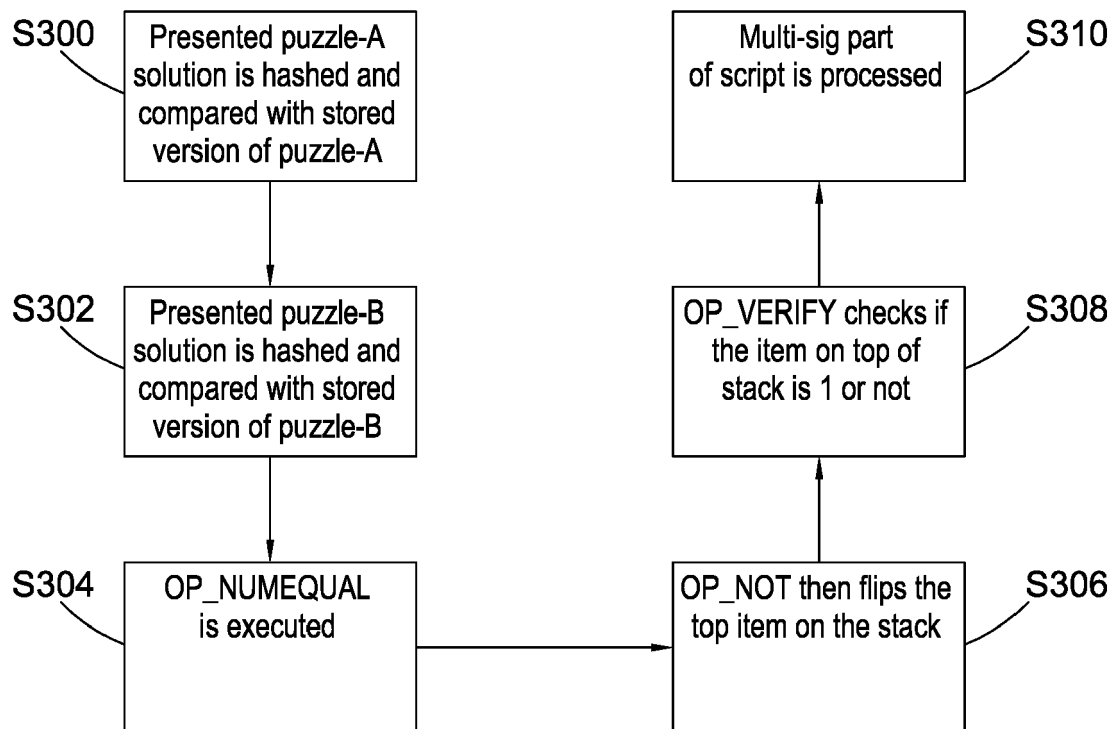 S300
Presented puzzle-A
solution is hashed and
compared with stored
version of puzzle-A
S302
Presented puzzle-B
solution is hashed and
compared with stored
version of puzzle-B
S304
OP_NUMEQUAL
is executed
OP_NOT then flips the
top item on the stack
S306
OP_VERIFY checks if
the item on top of
stack is 1 or not
S308
Multi-sig part
of script is processed
S310